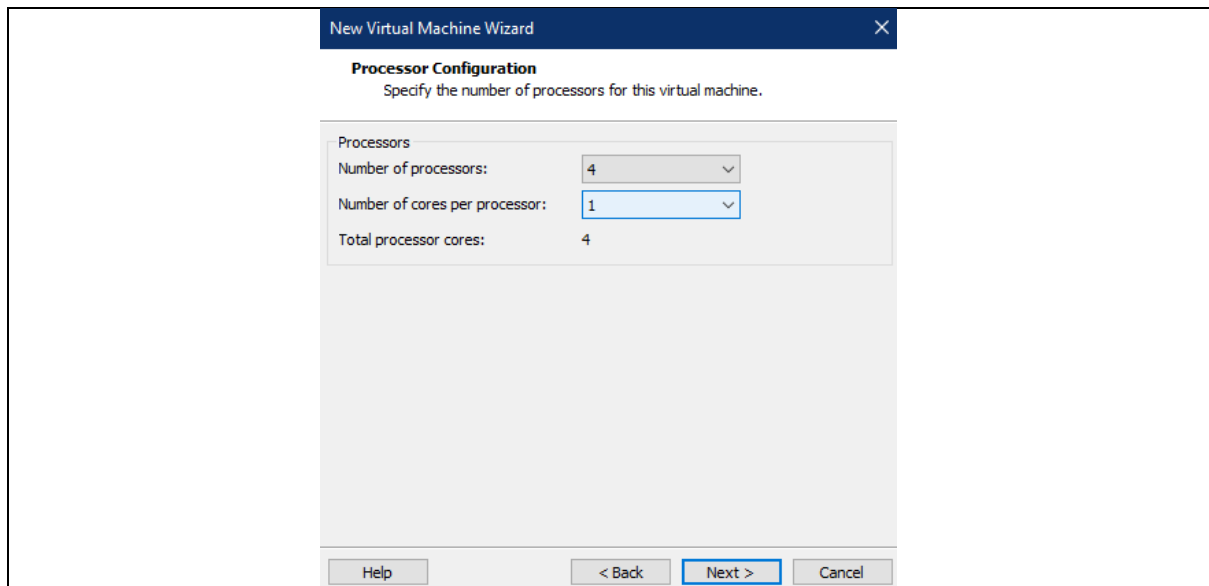 New Virtual Machine Wizard
Processor Configuration
Specify the number of processors for this virtual machine.
Processors
Number of processors: 4
Number of cores per processor: 1
Total processor cores: 4
Help < Back Next > Cancel